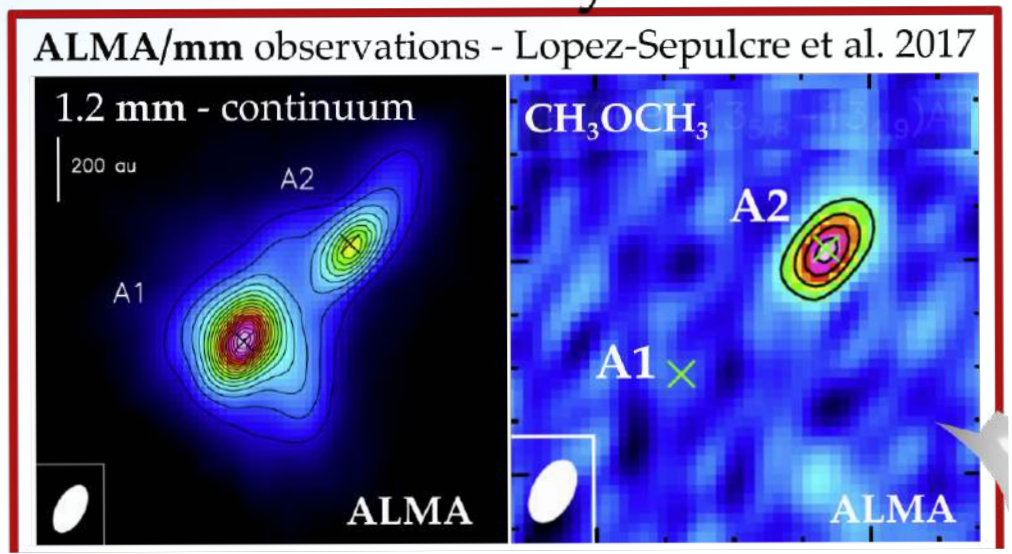 ALMA/mm observations - Lopez-Sepulcre et al. 2017
1.2 mm - continuum
200 au
A2
A1
ALMA
CH₃OCH₃
A2
A1
ALMA